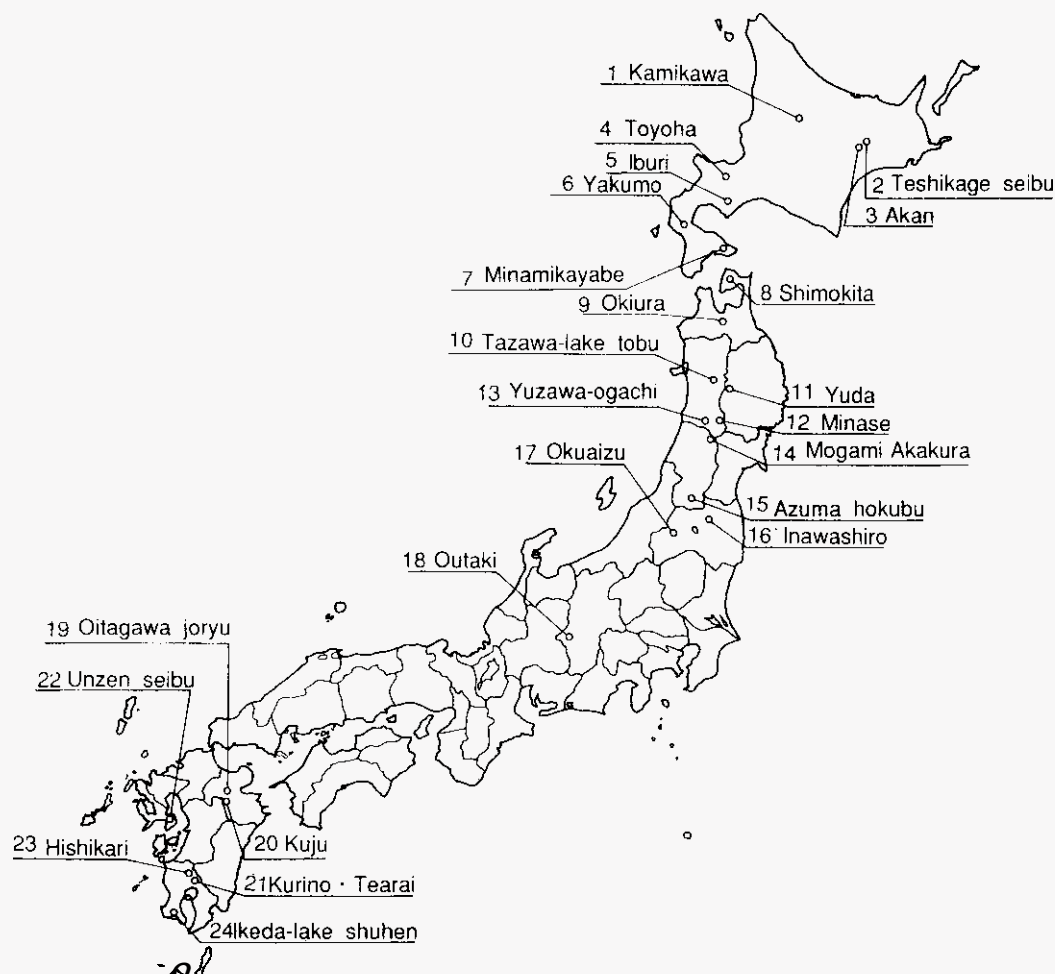 1 Kamikawa
4 Toyoha
5 Iburi
6 Yakumo
2 Teshikage seibu
3 Akan
7 Minamikayabe
8 Shimokita
9 Okiura
10 Tazawa-lake tobu
13 Yuzawa-ogachi
11 Yuda
12 Minase
17 Okuaizu
14 Mogami Akakura
15 Azuma hokubu
16 Inawashiro
18 Outaki
19 Oitagawa joryu
22 Unzen seibu
23 Hishikari
20 Kuju
21Kurino・Tearai
24Ikeda-lake shuhen